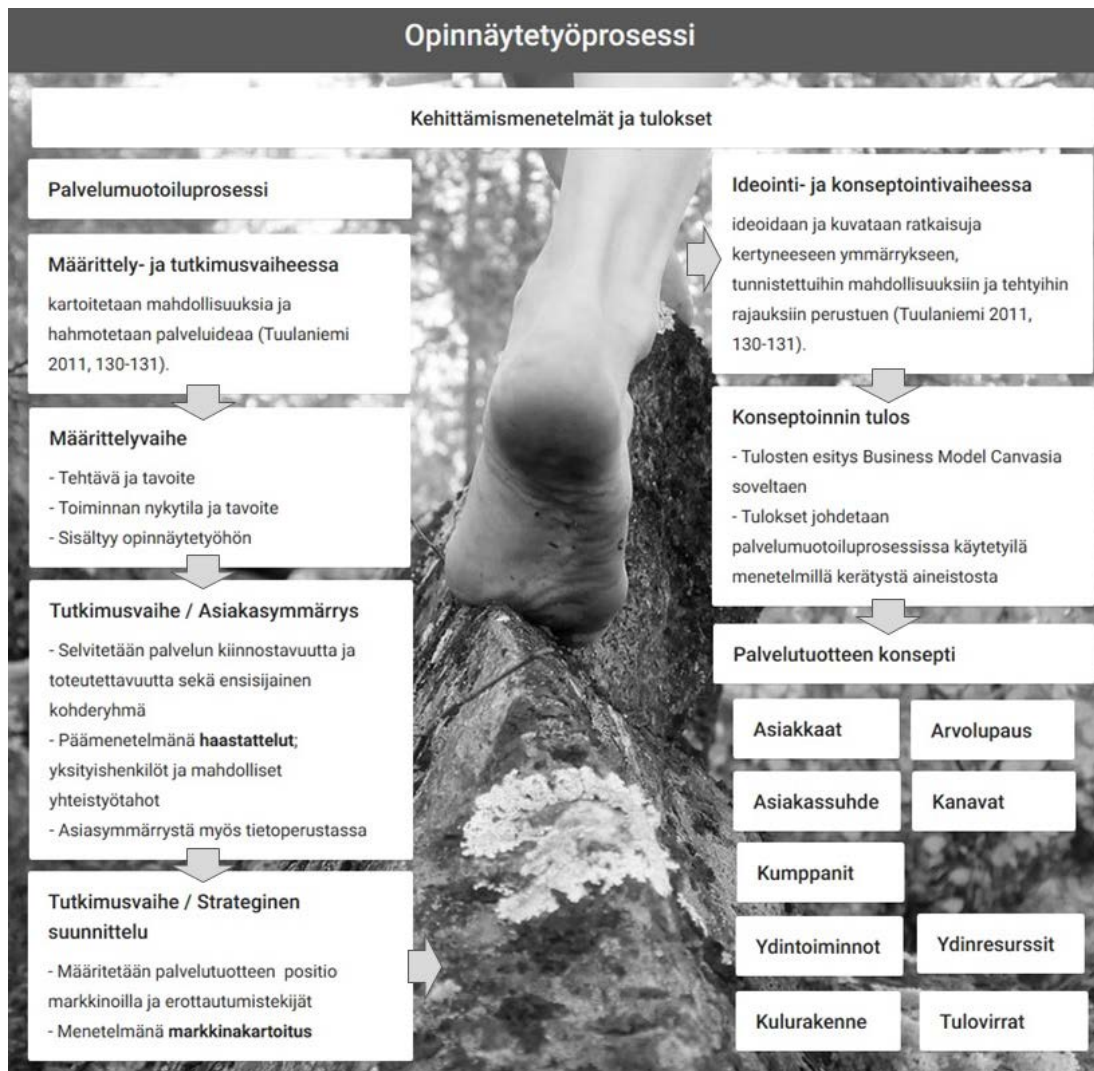 Opinnäytetyöprosessi
Kehittämismenetelmät ja tulokset
Palvelumuotoiluprosessi
Määrittely- ja tutkimusvaiheessa
kartoitetaan mahdollisuuksia ja
hahmotetaan palveluideaa (Tuulaniemi
2011, 130-131).
Määrittelyvaihe
- Tehtävä ja tavoite
- Toiminnan nykytila ja tavoite
- Sisältyy opinnäytetyöhön
Tutkimusvaihe / Asiakasymmärrys
- Selvitetään palvelun kiinnostavuutta ja
toteutettavuutta sekä ensisijainen
kohderyhmä
- Päämenetelmänä haastattelut;
yksityishenkilöt ja mahdolliset
yhteistyötahot
- Asiasymmärrystä myös tietoperustassa
Tutkimusvaihe / Strateginen
suunnittelu
- Määritetään palvelutuotteen positio
markkinoilla ja erottautumistekijät
- Menetelmänä markkinakartoitus
Ideointi- ja konseptointivaiheessa
ideoidaan ja kuvataan ratkaisuja
kertyneeseen ymmärrykseen,
tunnistettuihin mahdollisuuksiin ja tehtyihin
rajauksiin perustuen (Tuulaniemi 2011,
130-131).
Konseptoinnin tulos
- Tulosten esitys Business Model Canvasia
soveltaen
- Tulokset johdetaan
palvelumuotoiluprosessissa käytetyilä
menetelmillä kerätystä aineistosta
Palvelutuotteen konsepti
Asiakkaat
Arvolupaus
Asiakassuhde
Kanavat
Kumppanit
Ydintoiminnot
Ydinresurssit
Kulurakenne
Tulovirrat